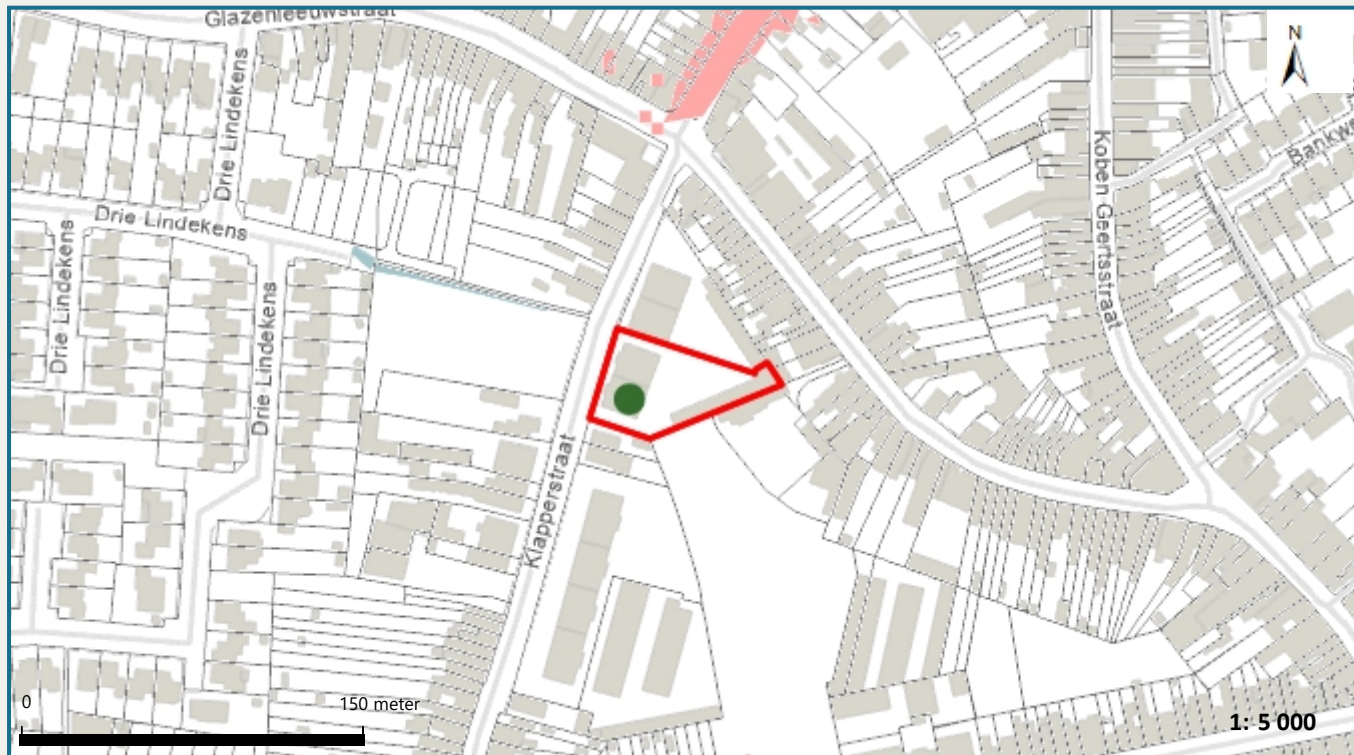 Glazenleeuwstraat
N
Drie Lindekens
Drie Lindekens
Drie Lindekens
Drie Lindekens
Koben Geertsstraat
Klapperstraat
0
150 meter
1: 5 000